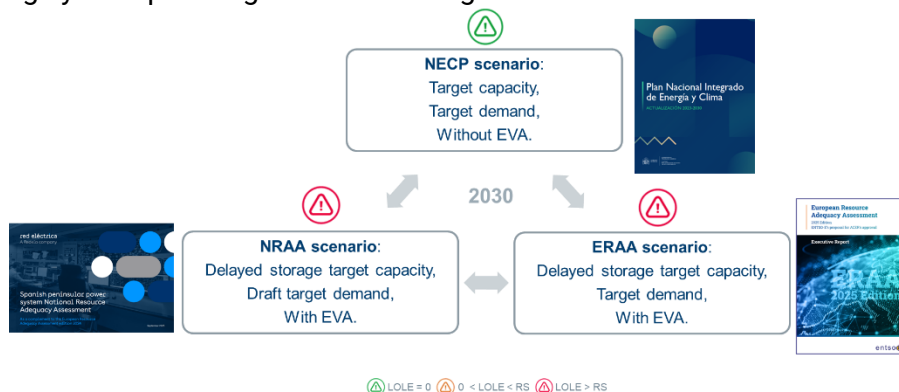 NECP scenario:
Target capacity,
Target demand,
Without EVA.
Plan Nacional Integrado
de Energía y Clima
2030
red eléctrica
Spanish peninsular power
system National Resource
Adequacy Assessment
NRAA scenario:
Delayed storage target capacity,
Draft target demand,
With EVA.
ERAA scenario:
Delayed storage target capacity,
Target demand,
With EVA.
European Resource
Adequacy Assessment
Executive Report
ERAA
2025 Edition
LOLE = 0 0 < LOLE < RS LOLE > RS